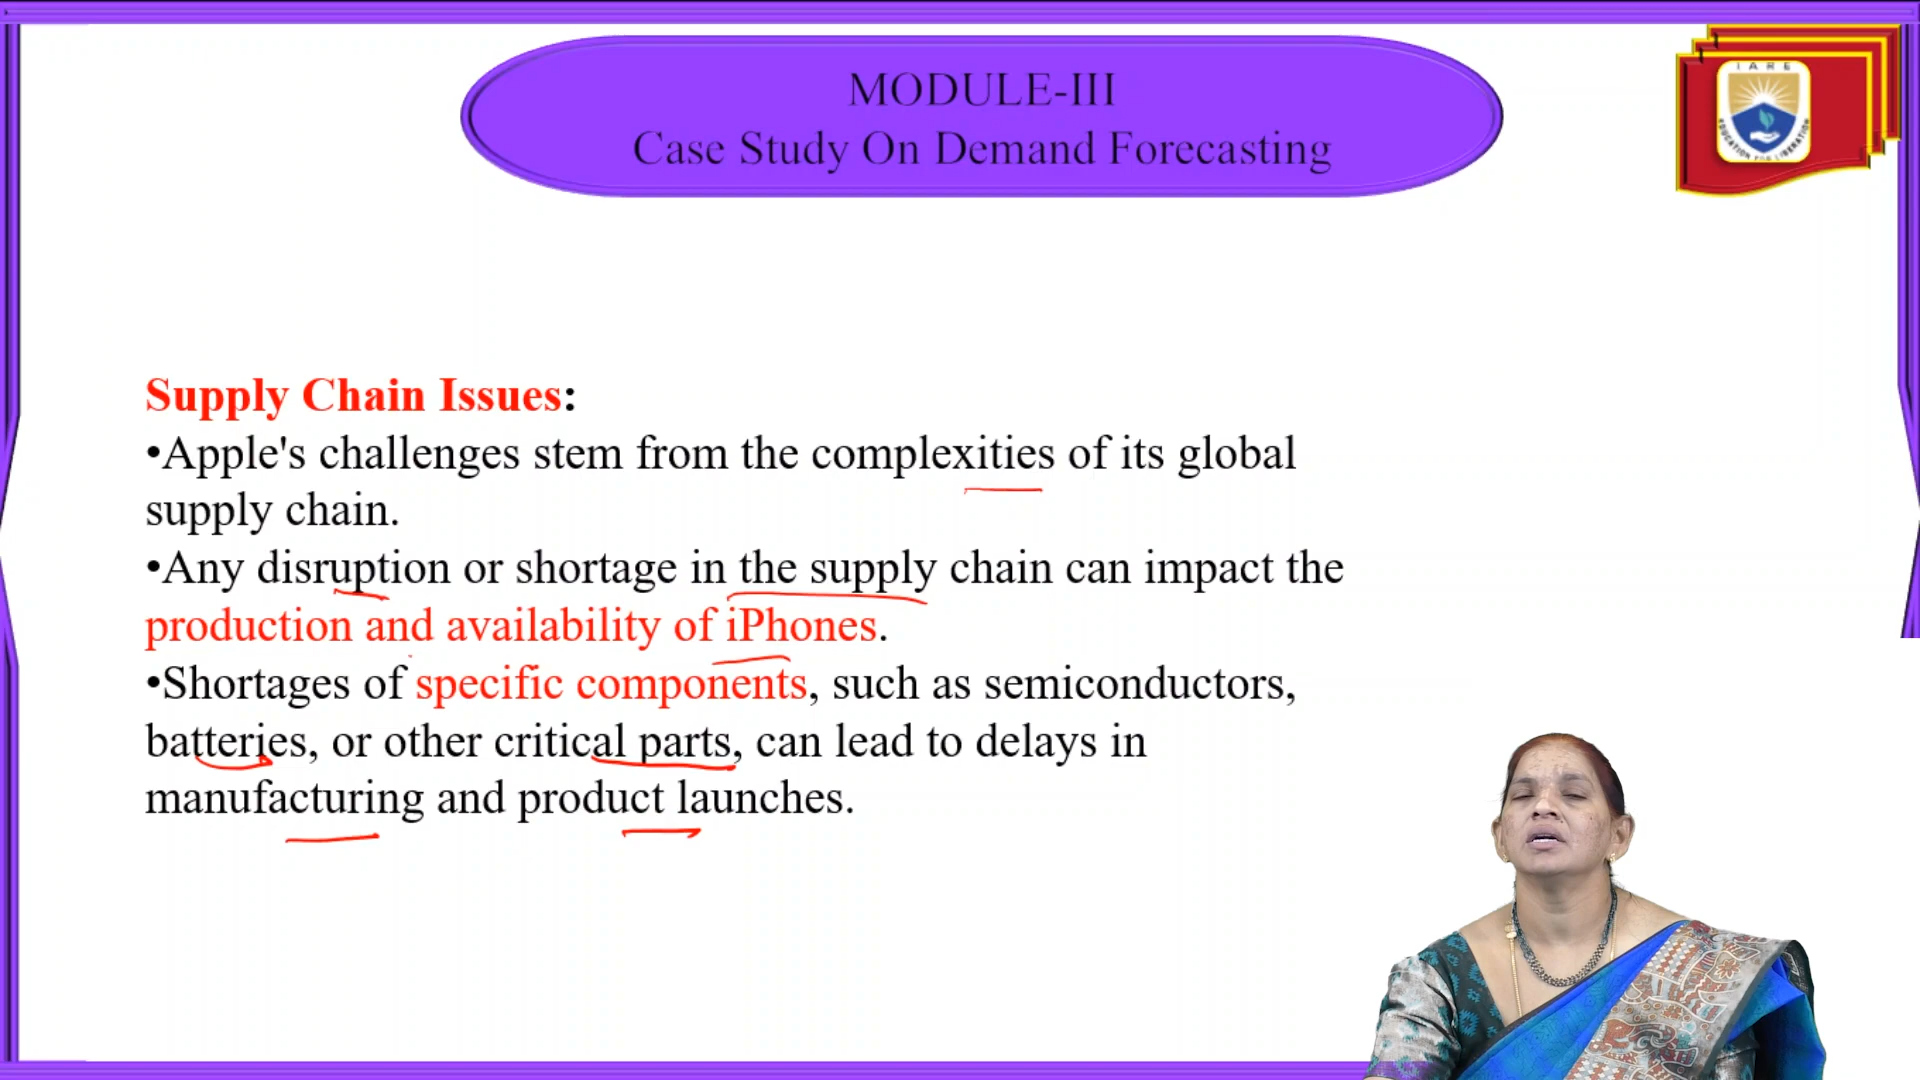 MODULE-III
Case Study On Demand Forecasting
I A R E
EDUCATION FOR LIBERATION
Supply Chain Issues:
•Apple's challenges stem from the complexities of its global
supply chain.
•Any disruption or shortage in the supply chain can impact the
production and availability of iPhones.
•Shortages of specific components, such as semiconductors,
batteries, or other critical parts, can lead to delays in
manufacturing and product launches.